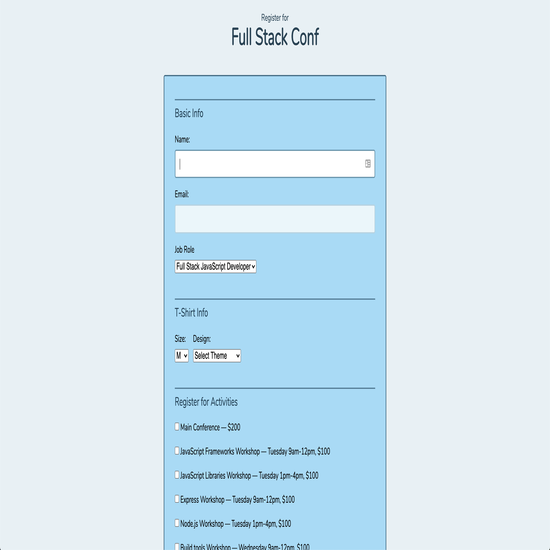 Register for
Full Stack Conf
Basic Info
Name:
Email:
Job Role
Full Stack JavaScript Developer
T-Shirt Info
Size: Design:
M Select Theme
Register for Activities
Main Conference — $200
JavaScript Frameworks Workshop — Tuesday 9am-12pm, $100
JavaScript Libraries Workshop — Tuesday 1pm-4pm, $100
Express Workshop — Tuesday 9am-12pm, $100
Node.js Workshop — Tuesday 1pm-4pm, $100
Build tools Workshop — Wednesday 9am-12pm, $100